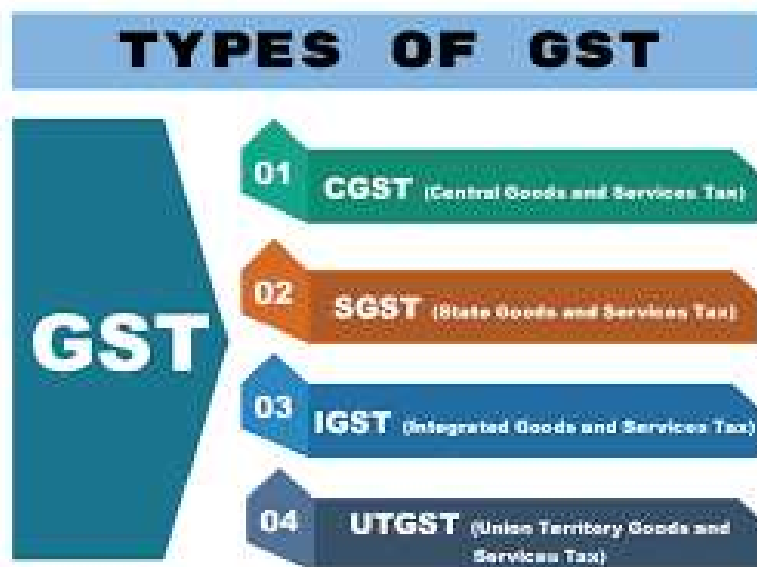 TYPES OF GST
GST
01
CGST (Central Goods and Services Tax)
02
SGST (State Goods and Services Tax)
03
IGST (Integrated Goods and Services Tax)
04
UTGST (Union Territory Goods and
Services Tax)